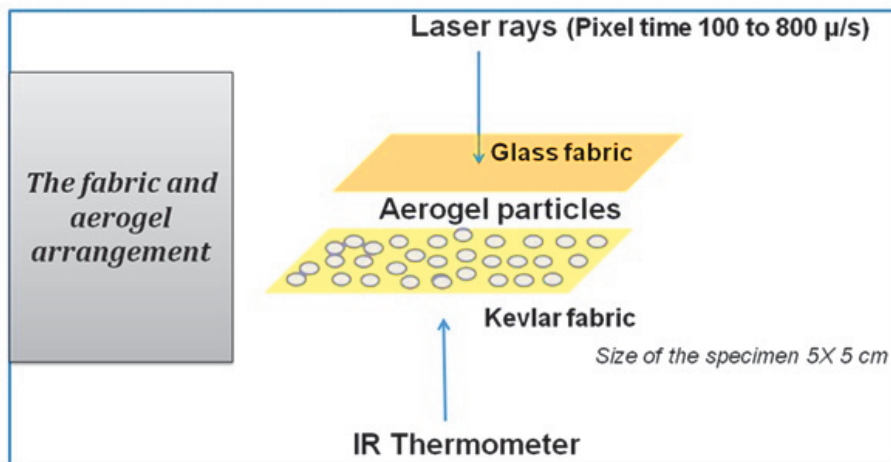 Laser rays (Pixel time 100 to 800 µ/s)
Glass fabric
The fabric and
aerogel
arrangement
Aerogel particles
Kevlar fabric
Size of the specimen 5X 5 cm
IR Thermometer